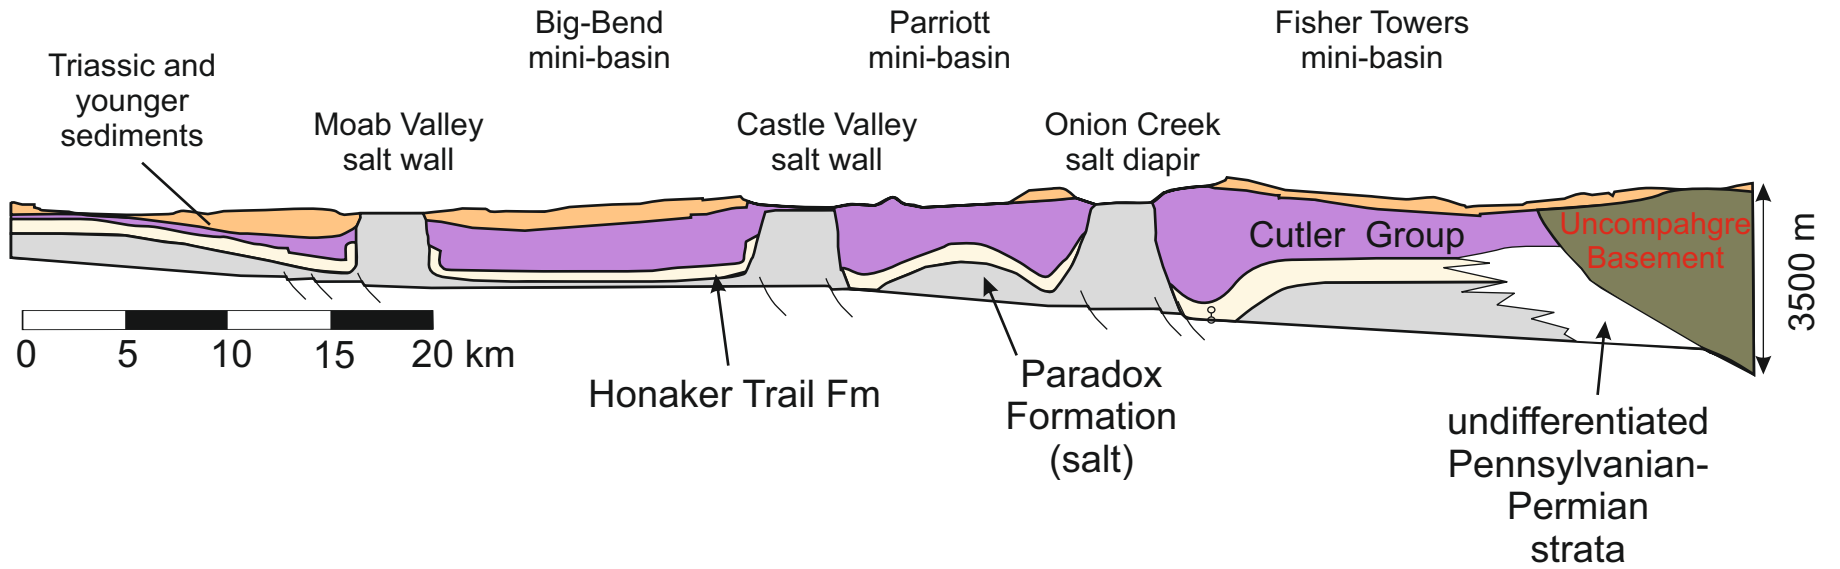 Big-Bend
mini-basin
Parriott
mini-basin
Fisher Towers
mini-basin
Triassic and
younger
sediments
Moab Valley
salt wall
Castle Valley
salt wall
Onion Creek
salt diapir
Cutler Group
Uncompahgre
Basement
3500 m
0 5 10 15 20 km
Honaker Trail Fm
Paradox
Formation
(salt)
undifferentiated
Pennsylvanian-
Permian
strata